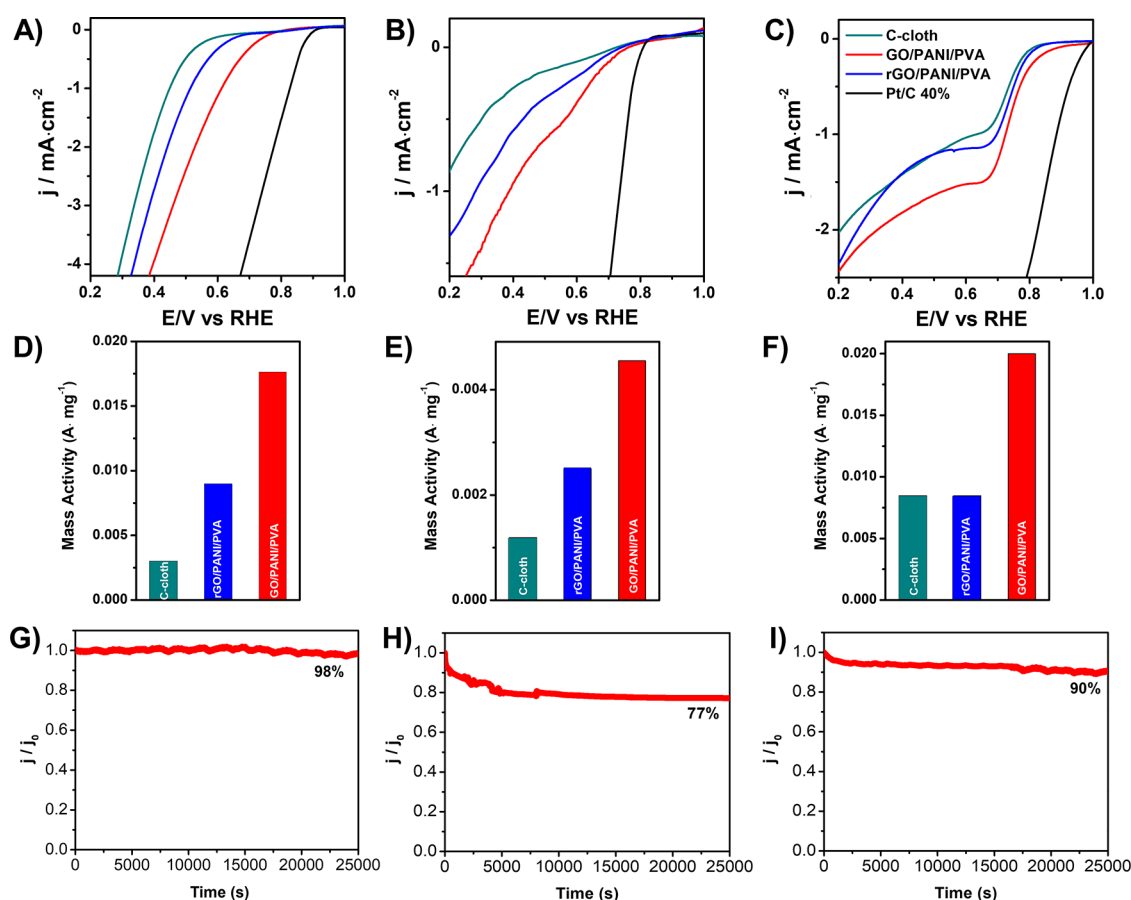 A)
0
-1
-2
-3
-4
0.2 0.4 0.6 0.8 1.0
j / mA·cm⁻²
E/V vs RHE
B)
0
-1
0.2 0.4 0.6 0.8 1.0
j / mA·cm⁻²
E/V vs RHE
C)
C-cloth
GO/PANI/PVA
rGO/PANI/PVA
Pt/C 40%
0
-1
-2
0.2 0.4 0.6 0.8 1.0
j / mA·cm⁻²
E/V vs RHE
D)
0.020
0.015
0.010
0.005
0.000
Mass Activity (A· mg⁻¹)
C-cloth
rGO/PANI/PVA
GO/PANI/PVA
E)
0.004
0.002
0.000
Mass Activity (A· mg⁻¹)
C-cloth
rGO/PANI/PVA
GO/PANI/PVA
F)
0.020
0.015
0.010
0.005
0.000
Mass Activity (A· mg⁻¹)
C-cloth
rGO/PANI/PVA
GO/PANI/PVA
G)
1.0
0.8
0.6
0.4
0.2
0.0
98%
j / j₀
0 5000 10000 15000 20000 25000
Time (s)
H)
1.0
0.8
0.6
0.4
0.2
0.0
77%
j / j₀
0 5000 10000 15000 20000 25000
Time (s)
I)
1.0
0.8
0.6
0.4
0.2
0.0
90%
j / j₀
0 5000 10000 15000 20000 25000
Time (s)